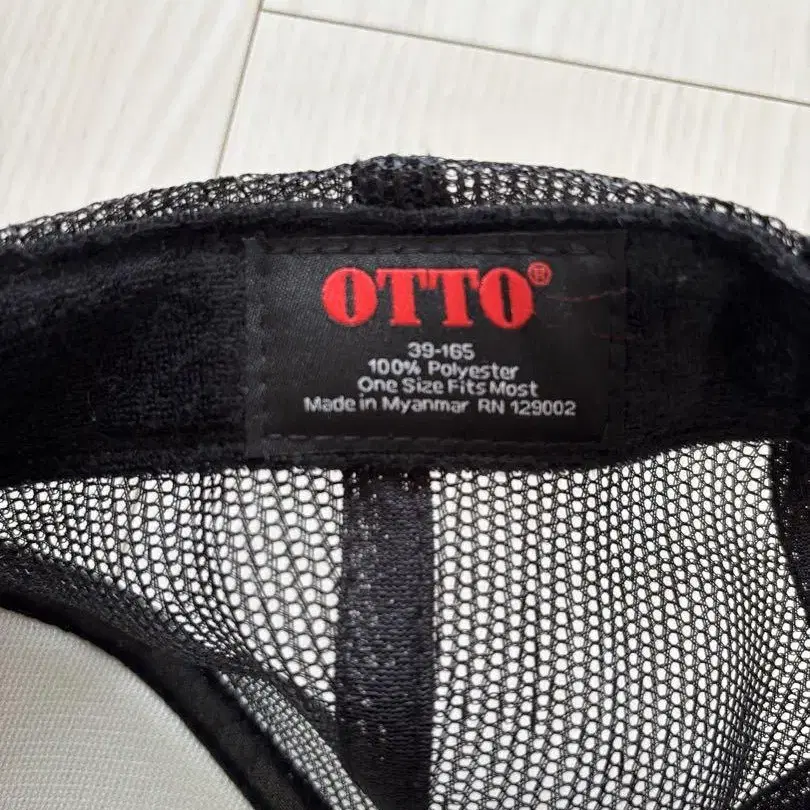 OTTO®
39-165
100% Polyester
One Size Fits Most
Made in Myanmar RN 129002